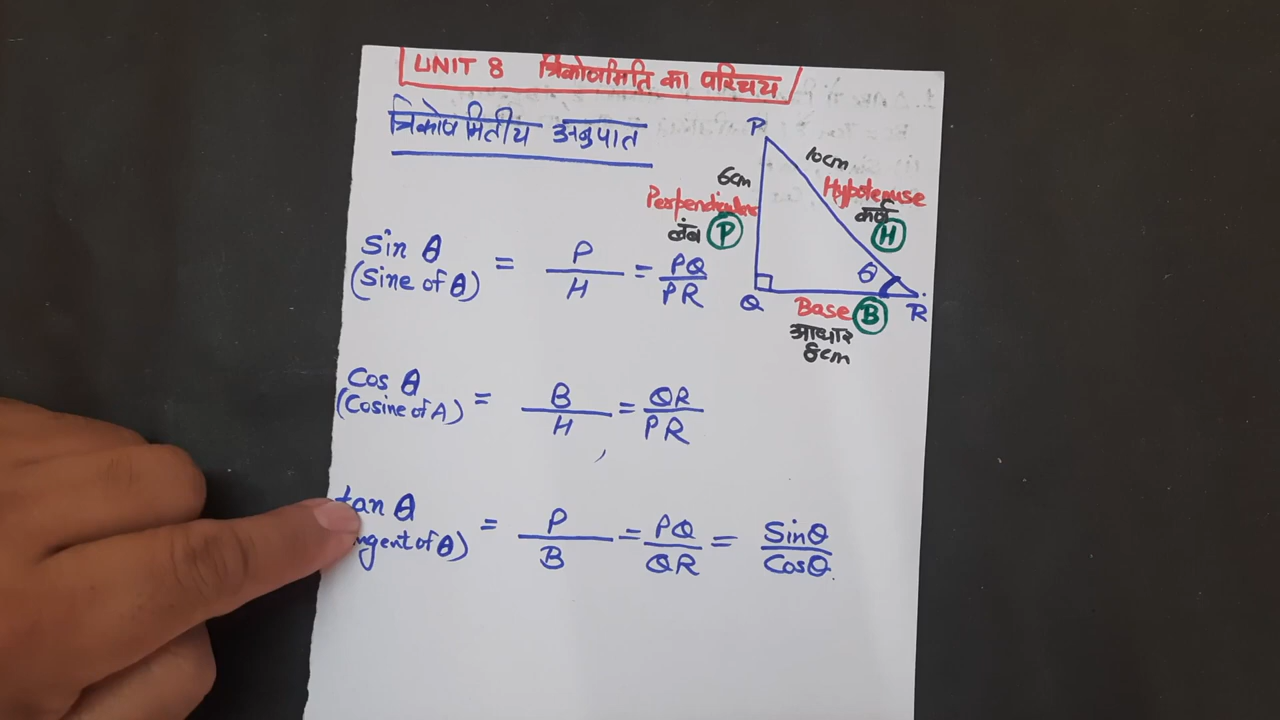 UNIT 8 त्रिकोणमिति का परिचय
त्रिकोणमितीय अनुपात
P
10cm
6cm
Hypotenuse
Perpendicular
कर्ण
लंब P
H
θ
Q
R
Base B
आधार
8cm
Sin θ
(Sine of θ)
= P/H = PQ/PR
Cos θ
(Cosine of A)
= B/H = QR/PR
tan θ
ngent of θ)
= P/B = PQ/QR = Sinθ/Cosθ